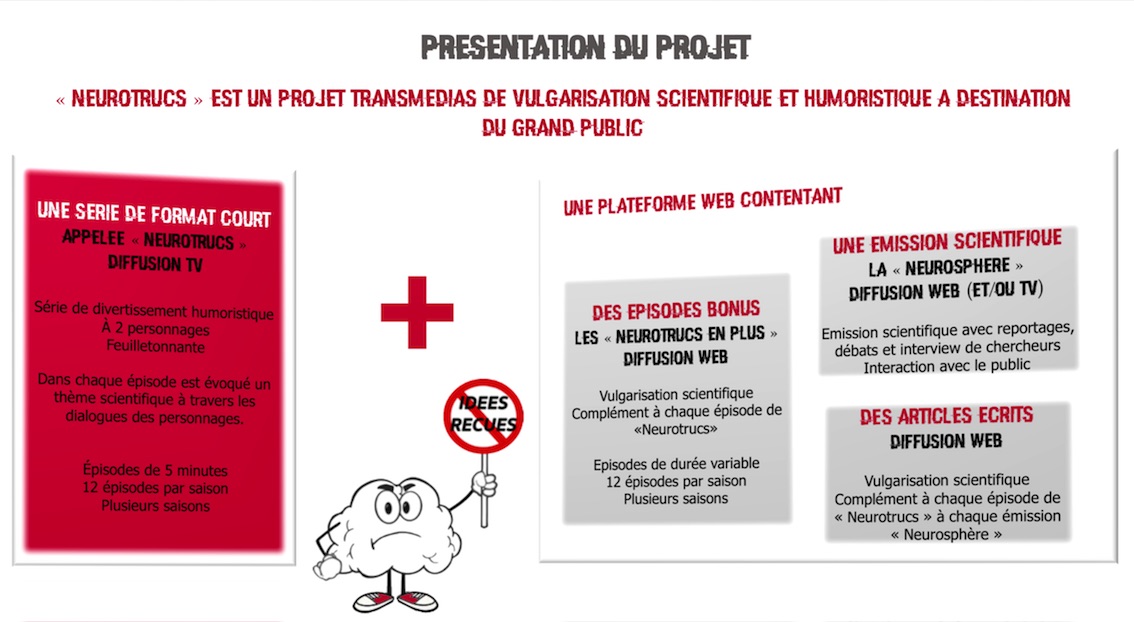 PRESENTATION DU PROJET
« NEUROTRUCS » EST UN PROJET TRANSMEDIAS DE VULGARISATION SCIENTIFIQUE ET HUMORISTIQUE A DESTINATION
DU GRAND PUBLIC
UNE SERIE DE FORMAT COURT
APPELEE « NEUROTRUCS »
DIFFUSION TV
Série de divertissement humoristique
À 2 personnages
Feuilletonnante
Dans chaque épisode est évoqué un
thème scientifique à travers les
dialogues des personnages.
Épisodes de 5 minutes
12 épisodes par saison
Plusieurs saisons
IDEES
RECUES
UNE PLATEFORME WEB CONTENTANT
DES EPISODES BONUS
LES « NEUROTRUCS EN PLUS »
DIFFUSION WEB
Vulgarisation scientifique
Complément à chaque épisode de
«Neurotrucs»
Episodes de durée variable
12 épisodes par saison
Plusieurs saisons
UNE EMISSION SCIENTIFIQUE
LA « NEUROSPHERE »
DIFFUSION WEB (ET/OU TV)
Emission scientifique avec reportages,
débats et interview de chercheurs
Interaction avec le public
DES ARTICLES ECRITS
DIFFUSION WEB
Vulgarisation scientifique
Complément à chaque épisode de
« Neurotrucs » à chaque émission
« Neurosphère »